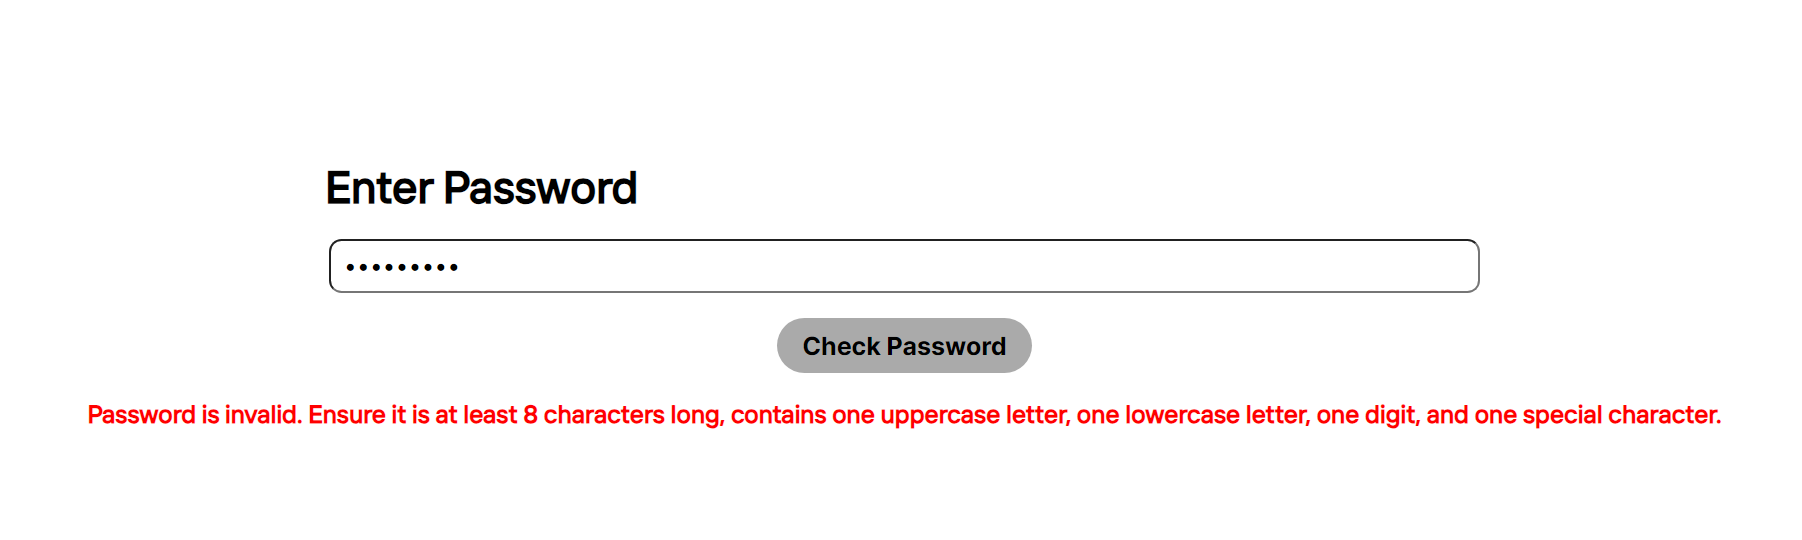 Enter Password
•••••••••
Check Password
Password is invalid. Ensure it is at least 8 characters long, contains one uppercase letter, one lowercase letter, one digit, and one special character.